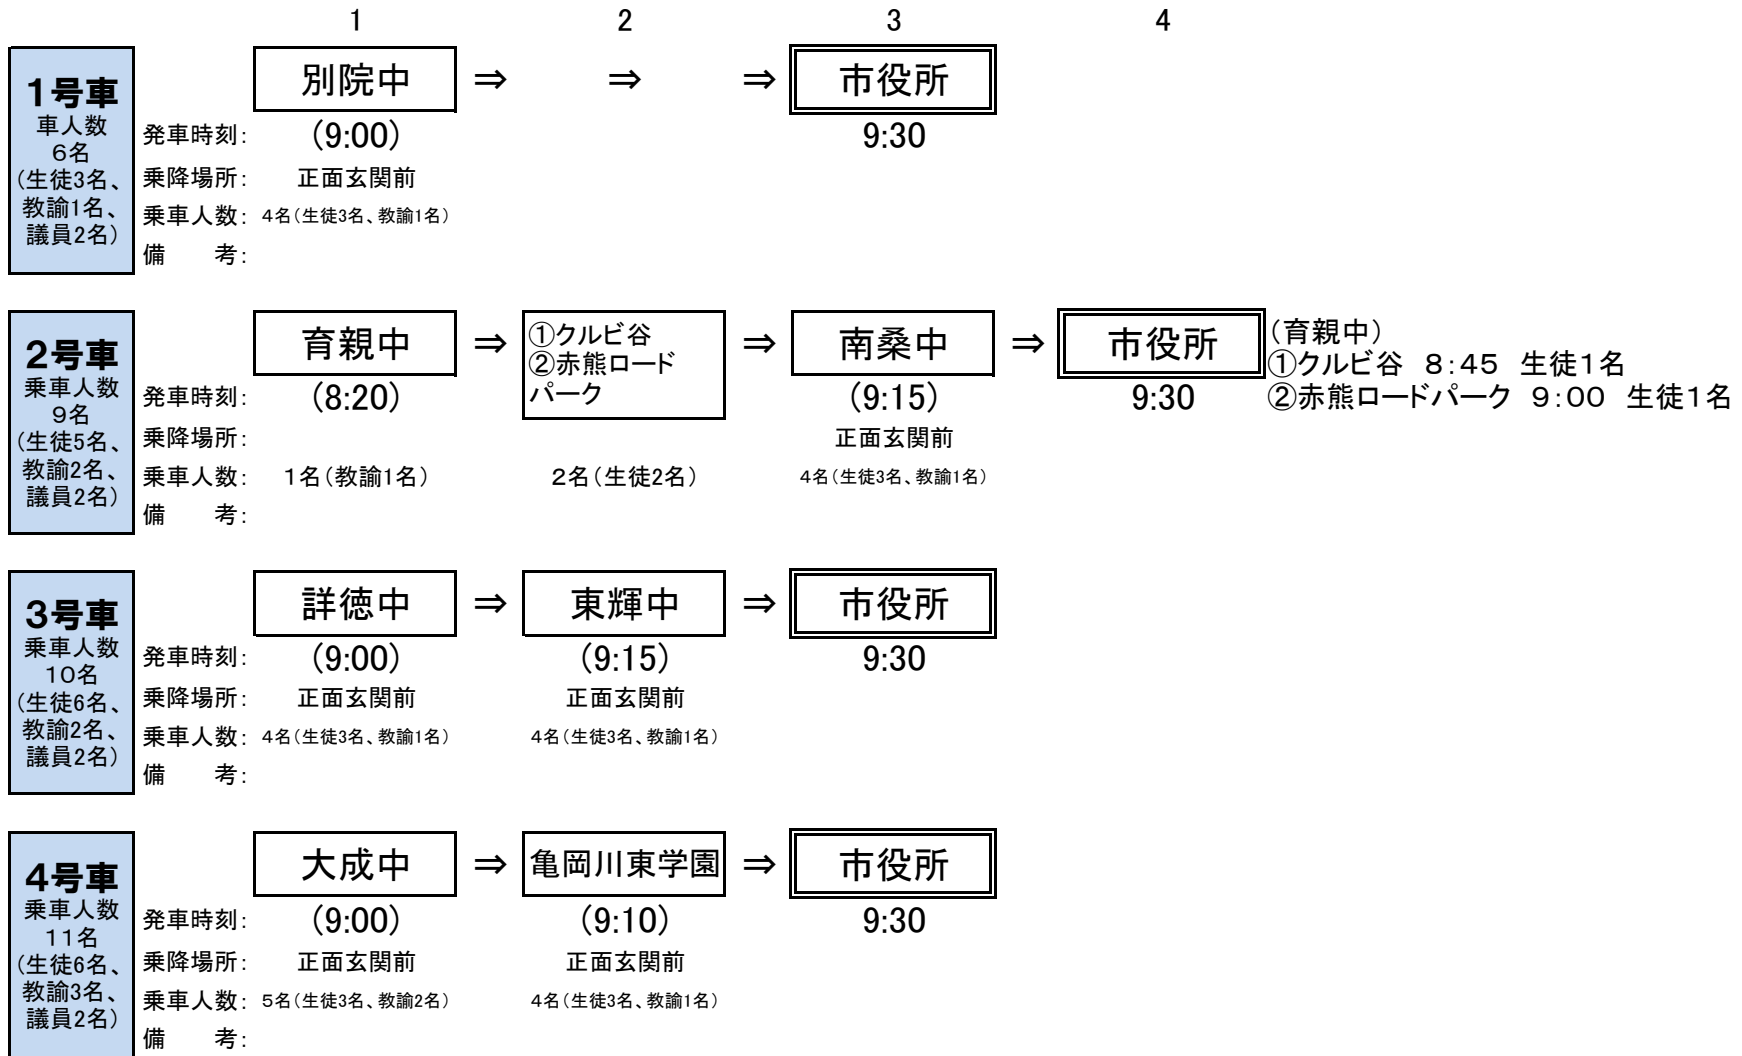 1 2 3 4
1号車
車人数
6名
(生徒3名、
教諭1名、
議員2名)
別院中 ⇒ ⇒ ⇒ 市役所
発車時刻: (9:00) 9:30
乗降場所: 正面玄関前
乗車人数: 4名(生徒3名、教諭1名)
備 考:
2号車
乗車人数
9名
(生徒5名、
教諭2名、
議員2名)
育親中 ⇒ ①クルビ谷
②赤熊ロード
パーク
⇒ 南桑中 ⇒ 市役所
発車時刻: (8:20) (9:15) 9:30
乗降場所: 正面玄関前
乗車人数: 1名(教諭1名) 2名(生徒2名) 4名(生徒3名、教諭1名)
備 考:
(育親中)
①クルビ谷 8:45 生徒1名
②赤熊ロードパーク 9:00 生徒1名
3号車
乗車人数
10名
(生徒6名、
教諭2名、
議員2名)
詳徳中 ⇒ 東輝中 ⇒ 市役所
発車時刻: (9:00) (9:15) 9:30
乗降場所: 正面玄関前 正面玄関前
乗車人数: 4名(生徒3名、教諭1名) 4名(生徒3名、教諭1名)
備 考:
4号車
乗車人数
11名
(生徒6名、
教諭3名、
議員2名)
大成中 ⇒ 亀岡川東学園 ⇒ 市役所
発車時刻: (9:00) (9:10) 9:30
乗降場所: 正面玄関前 正面玄関前
乗車人数: 5名(生徒3名、教諭2名) 4名(生徒3名、教諭1名)
備 考: